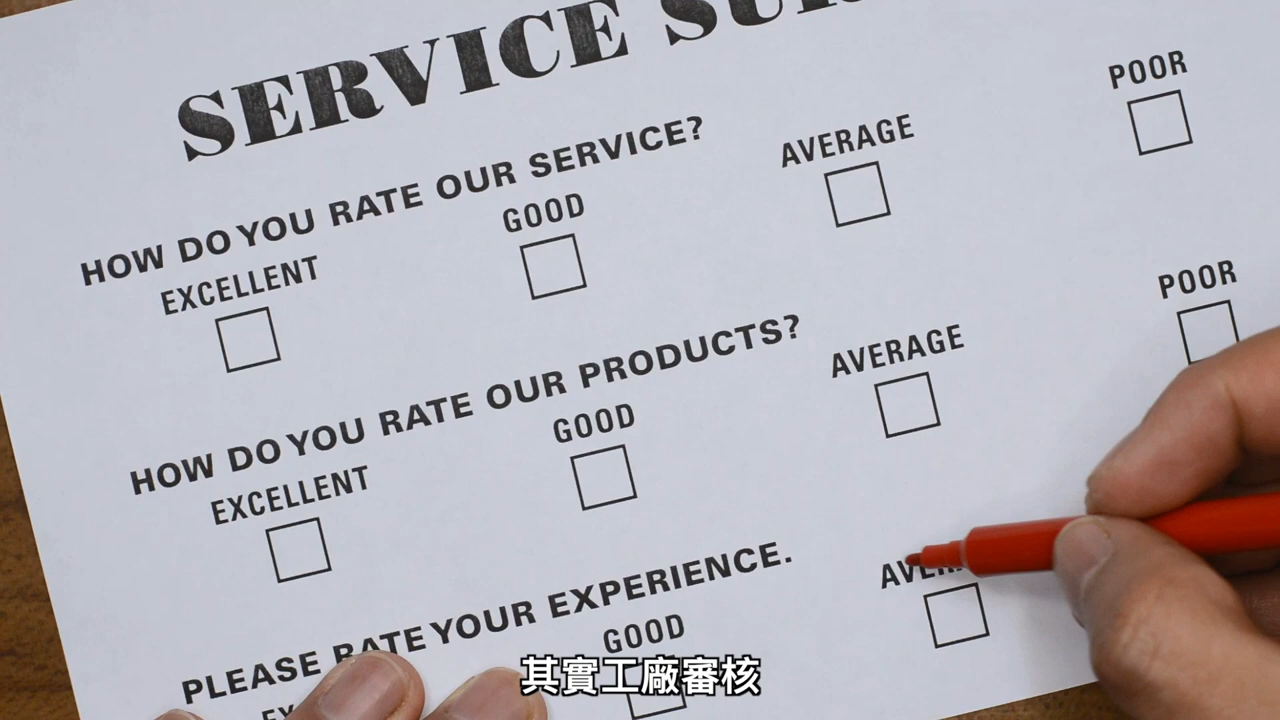 SERVICE
HOW DO YOU RATE OUR SERVICE?
EXCELLENT GOOD AVERAGE POOR
HOW DO YOU RATE OUR PRODUCTS?
EXCELLENT GOOD AVERAGE POOR
PLEASE RATE YOUR EXPERIENCE.
GOOD
其實工廠審核